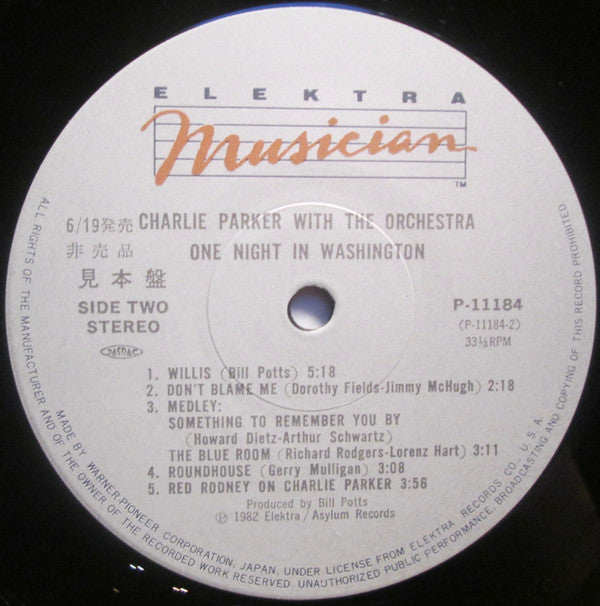 ELEKTRA
Musician
TM
6/19発売 CHARLIE PARKER WITH THE ORCHESTRA
非売品 ONE NIGHT IN WASHINGTON
見本盤
SIDE TWO
STEREO
JASRAC
P-11184
(P-11184-2)
33⅓RPM
1. WILLIS (Bill Potts) 5:18
2. DON'T BLAME ME (Dorothy Fields-Jimmy McHugh) 2:18
3. MEDLEY:
SOMETHING TO REMEMBER YOU BY
(Howard Dietz-Arthur Schwartz)
THE BLUE ROOM (Richard Rodgers-Lorenz Hart) 3:11
4. ROUNDHOUSE (Gerry Mulligan) 3:08
5. RED RODNEY ON CHARLIE PARKER 3:56
Produced by Bill Potts
Ⓟ 1982 Elektra / Asylum Records
MADE BY WARNER-PIONEER CORPORATION, JAPAN, UNDER LICENSE FROM ELEKTRA RECORDS CO., U.S.A.
ALL RIGHTS OF THE MANUFACTURER AND OF THE OWNER OF THE RECORDED WORK RESERVED. UNAUTHORIZED PUBLIC PERFORMANCE, BROADCASTING AND COPYING OF THIS RECORD PROHIBITED